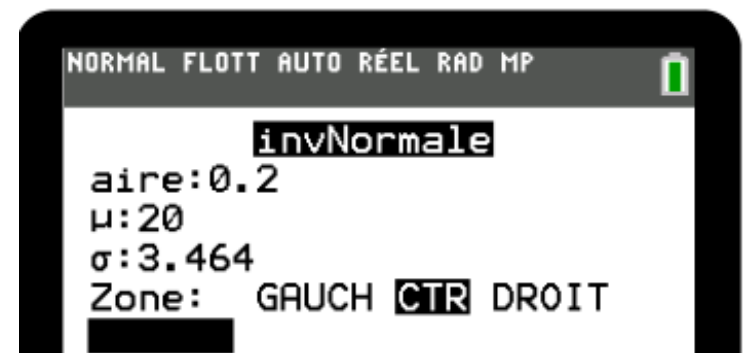 NORMAL FLOTT AUTO RÉEL RAD MP
invNormale
aire:0.2
µ:20
σ:3.464
Zone: GAUCH CTR DROIT